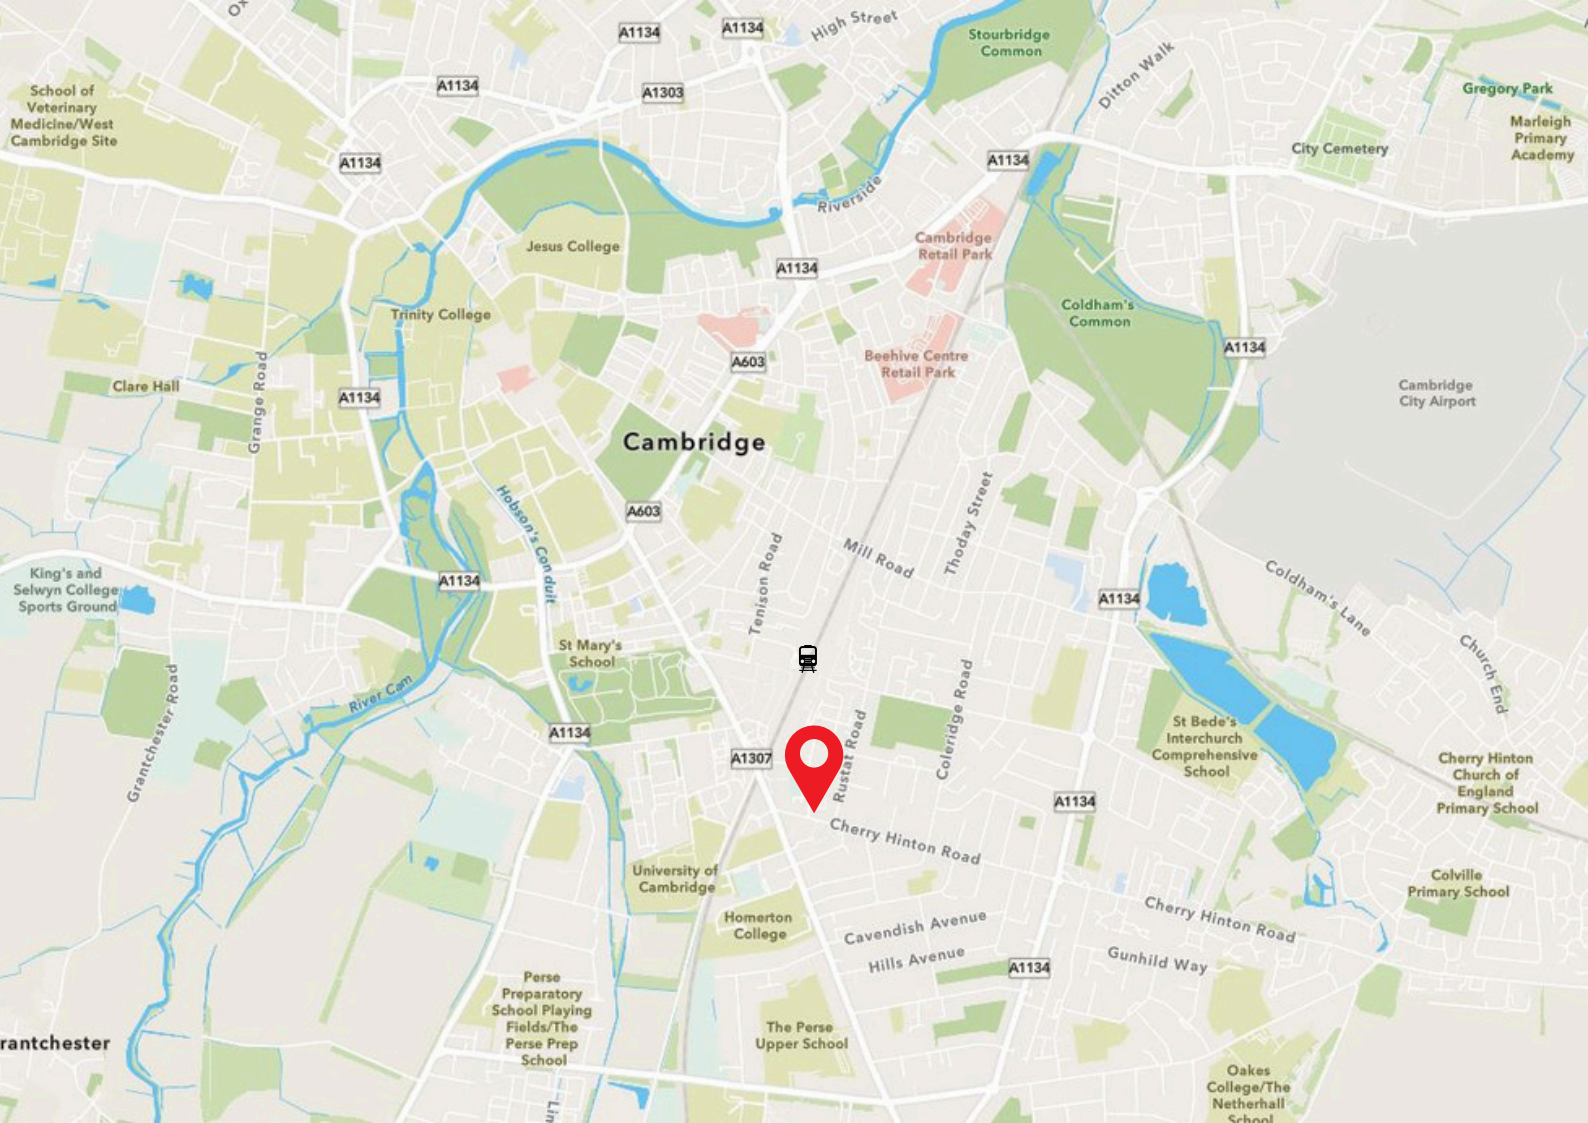 Ox
A1134
A1134
High Street
Stourbridge
Common
Ditton Walk
A1134
A1303
School of
Veterinary
Medicine/West
Cambridge Site
Gregory Park
Marleigh
Primary
Academy
City Cemetery
A1134
A1134
Riverside
Jesus College
Cambridge
Retail Park
A1134
Trinity College
Coldham's
Common
A1134
Beehive Centre
Retail Park
A603
Clare Hall
Grange Road
A1134
Cambridge
City Airport
Cambridge
A603
Hobson's Conduit
Thoday Street
Mill Road
Tenison Road
King's and
Selwyn College
Sports Ground
A1134
A1134
Coldham's Lane
Church End
St Mary's
School
River Cam
Grantchester Road
Coleridge Road
A1134
A1307
Rustat Road
St Bede's
Interchurch
Comprehensive
School
Cherry Hinton
Church of
England
Primary School
A1134
Cherry Hinton Road
University of
Cambridge
Colville
Primary School
Homerton
College
Cavendish Avenue
Hills Avenue
Cherry Hinton Road
Gunhild Way
A1134
Perse
Preparatory
School Playing
Fields/The
Perse Prep
School
The Perse
Upper School
rantchester
Lin
Oakes
College/The
Netherhall
School